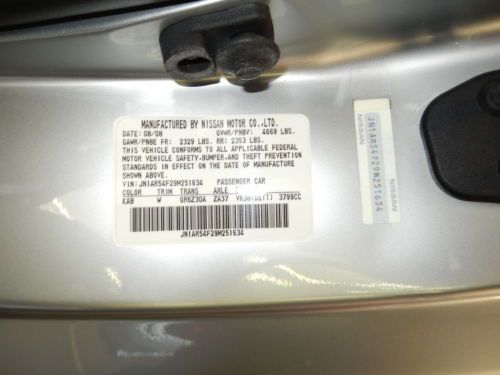 MANUFACTURED BY NISSAN MOTOR CO.,LTD.
DATE: 08/08 GVWR/PNBV: 4669 LBS.
GAWR/PNBE FR: 2329 LBS. RR: 2353 LBS.
THIS VEHICLE CONFORMS TO ALL APPLICABLE
MOTOR VEHICLE SAFETY,BUMPER,AND THEFT PREVENTION
STANDARDS IN EFFECT ON THE DATE OF MANUFACTURE
SHOWN ABOVE.
VIN: JN1AR54F29M251634 PASSENGER CAR
COLOR TRIM TRANS AXLE
KAB W GR6Z30A ZA37 3799CC
JN1AR54F29M251634
JN1AR54F29M251634
NISSAN NISSAN